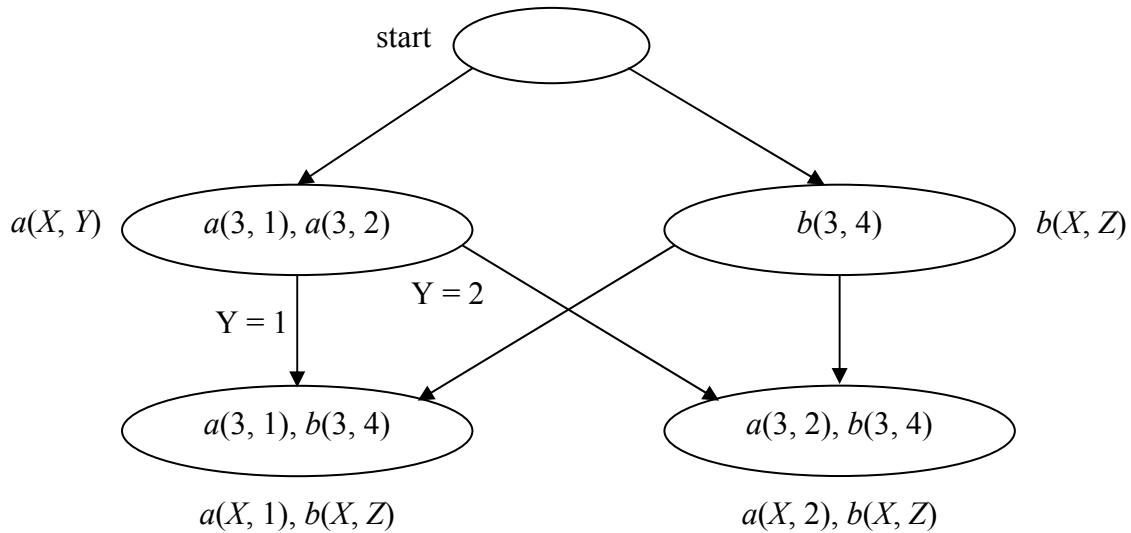 start
a(X, Y)
a(3, 1), a(3, 2)
b(3, 4)
b(X, Z)
Y = 2
Y = 1
a(3, 1), b(3, 4)
a(3, 2), b(3, 4)
a(X, 1), b(X, Z)
a(X, 2), b(X, Z)